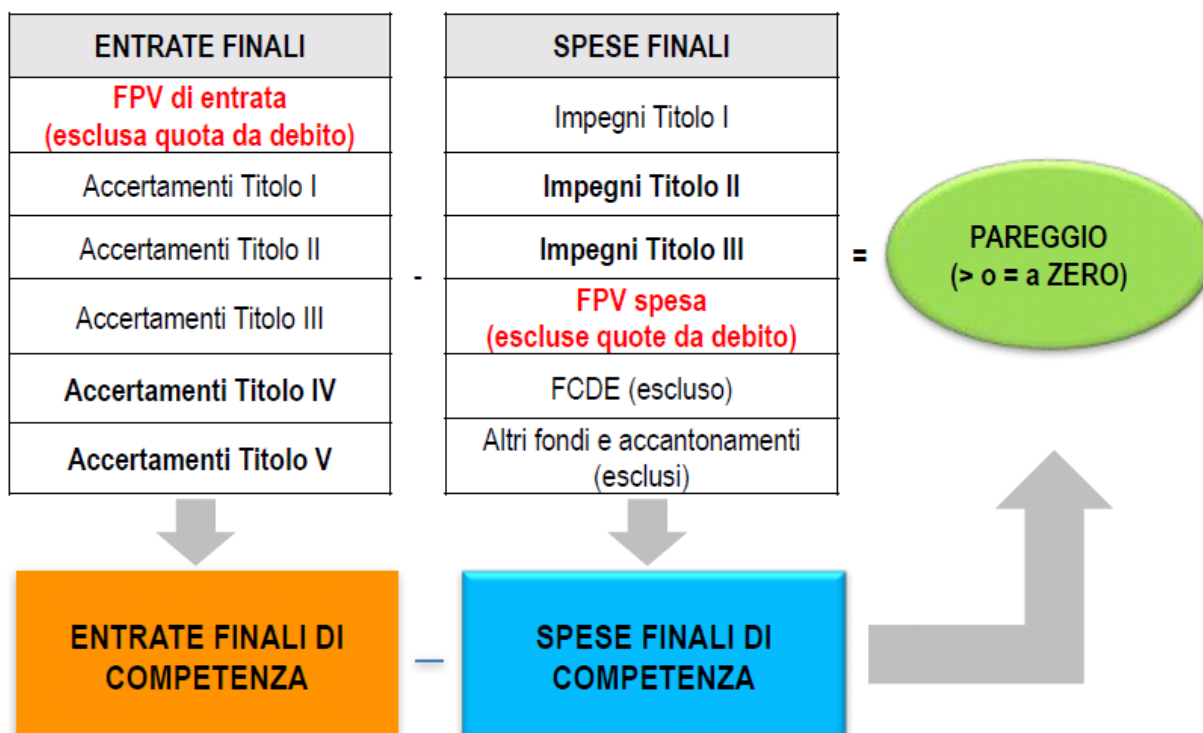 ENTRATE FINALI
FPV di entrata
(esclusa quota da debito)
Accertamenti Titolo I
Accertamenti Titolo II
Accertamenti Titolo III
Accertamenti Titolo IV
Accertamenti Titolo V
-
SPESE FINALI
Impegni Titolo I
Impegni Titolo II
Impegni Titolo III
FPV spesa
(escluse quote da debito)
FCDE (escluso)
Altri fondi e accantonamenti
(esclusi)
=
PAREGGIO
(> o = a ZERO)
ENTRATE FINALI DI
COMPETENZA
–
SPESE FINALI DI
COMPETENZA